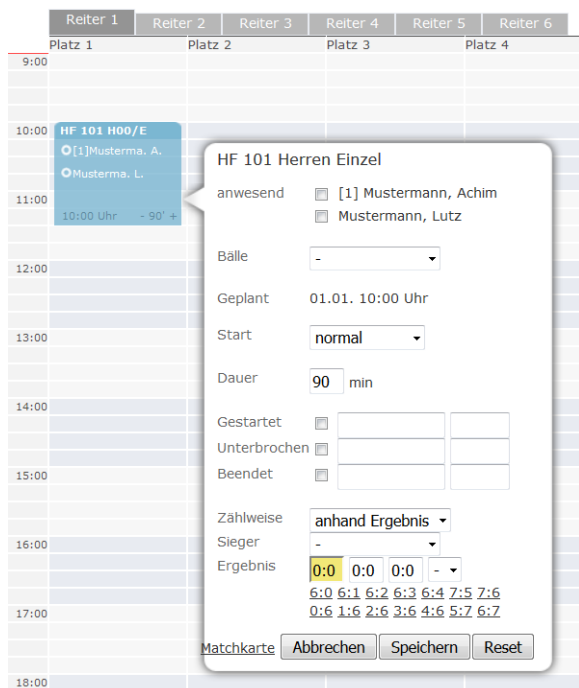 Reiter 1 Reiter 2 Reiter 3 Reiter 4 Reiter 5 Reiter 6
Platz 1 Platz 2 Platz 3 Platz 4
9:00
10:00
11:00
12:00
13:00
14:00
15:00
16:00
17:00
18:00
HF 101 H00/E
[1]Musterma. A.
Musterma. L.
10:00 Uhr - 90' +
HF 101 Herren Einzel
anwesend [1] Mustermann, Achim
Mustermann, Lutz
Bälle -
Geplant 01.01. 10:00 Uhr
Start normal
Dauer 90 min
Gestartet
Unterbrochen
Beendet
Zählweise anhand Ergebnis
Sieger -
Ergebnis 0:0 0:0 0:0 -
6:0 6:1 6:2 6:3 6:4 7:5 7:6
0:6 1:6 2:6 3:6 4:6 5:7 6:7
Matchkarte Abbrechen Speichern Reset